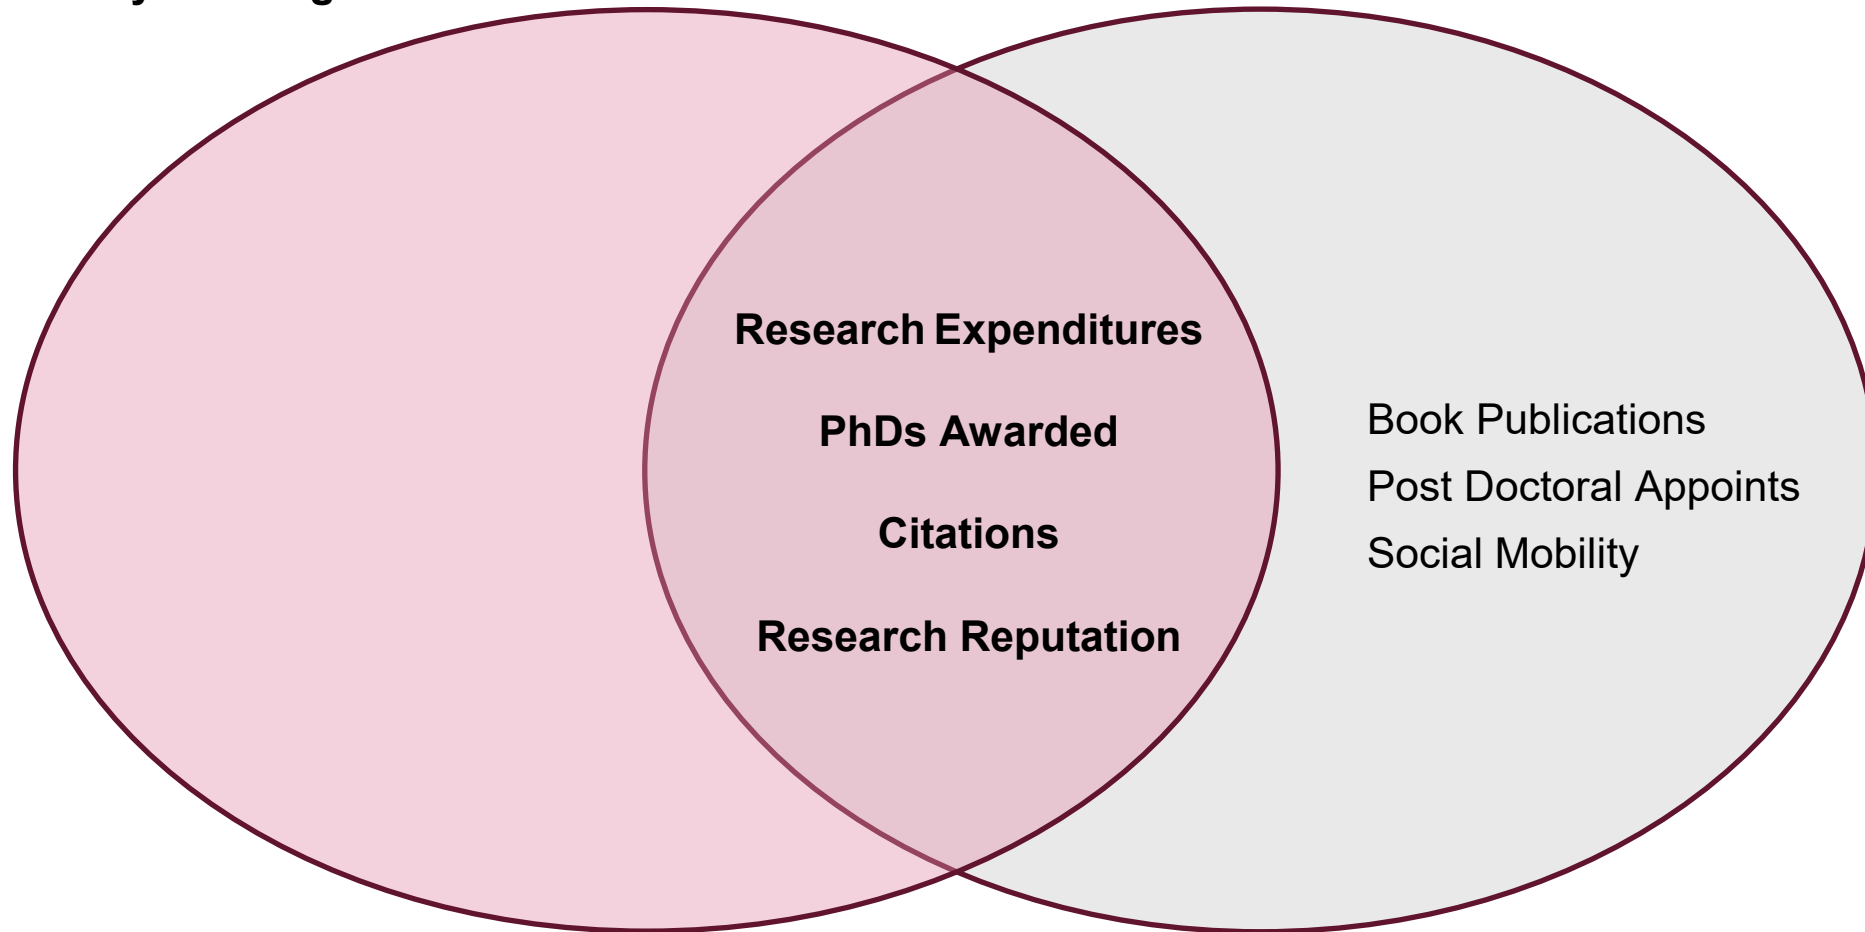 Research Expenditures
PhDs Awarded
Citations
Research Reputation
Book Publications
Post Doctoral Appoints
Social Mobility